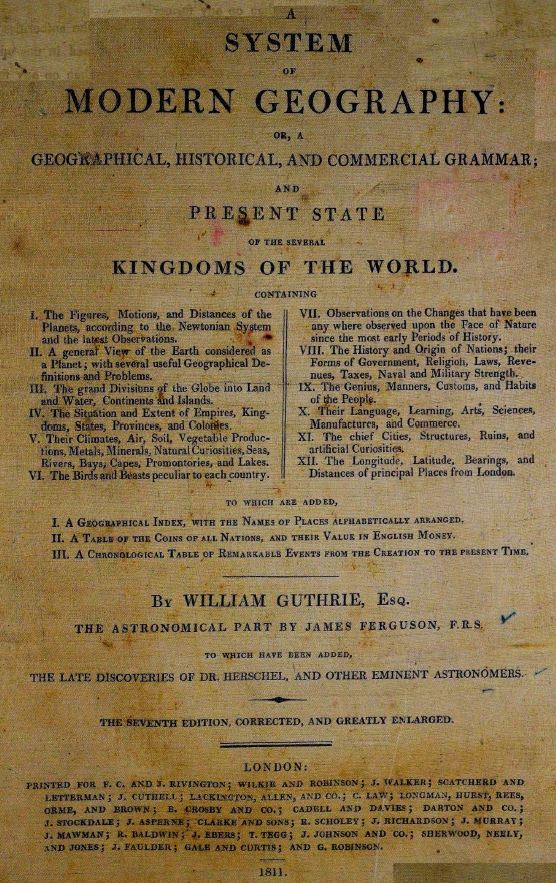 A
SYSTEM
OF
MODERN GEOGRAPHY:
OR, A
GEOGRAPHICAL, HISTORICAL, AND COMMERCIAL GRAMMAR;
AND
PRESENT STATE
OF THE SEVERAL
KINGDOMS OF THE WORLD.
CONTAINING
I. The Figures, Motions, and Distances of the
Planets, according to the Newtonian System
and the latest Observations.
II. A general View of the Earth considered as
a Planet; with several useful Geographical De-
finitions and Problems.
III. The grand Divisions of the Globe into Land
and Water, Continents and Islands.
IV. The Situation and Extent of Empires, King-
doms, States, Provinces, and Colonies.
V. Their Climates, Air, Soil, Vegetable Produc-
tions, Metals, Minerals, Natural Curiosities, Seas,
Rivers, Bays, Capes, Promontories, and Lakes.
VI. The Birds and Beasts peculiar to each country.
VII. Observations on the Changes that have been
any where observed upon the Face of Nature
since the most early Periods of History.
VIII. The History and Origin of Nations; their
Forms of Government, Religion, Laws, Reve-
nues, Taxes, Naval and Military Strength.
IX. The Genius, Manners, Customs, and Habits
of the People.
X. Their Language, Learning, Arts, Sciences,
Manufactures, and Commerce.
XI. The chief Cities, Structures, Ruins, and
artificial Curiosities.
XII. The Longitude, Latitude, Bearings, and
Distances of principal Places from London.
TO WHICH ARE ADDED,
I. A GEOGRAPHICAL INDEX, WITH THE NAMES OF PLACES ALPHABETICALLY ARRANGED.
II. A TABLE OF THE COINS OF ALL NATIONS, AND THEIR VALUE IN ENGLISH MONEY.
III. A CHRONOLOGICAL TABLE OF REMARKABLE EVENTS FROM THE CREATION TO THE PRESENT TIME.
BY WILLIAM GUTHRIE, ESQ.
THE ASTRONOMICAL PART BY JAMES FERGUSON, F.R.S.
TO WHICH HAVE BEEN ADDED,
THE LATE DISCOVERIES OF DR. HERSCHEL, AND OTHER EMINENT ASTRONOMERS.
THE SEVENTH EDITION, CORRECTED, AND GREATLY ENLARGED.
LONDON:
PRINTED FOR F. C. AND J. RIVINGTON; WILKIE AND ROBINSON; J. WALKER; SCATCHERD AND
LETTERMAN; J. CUTHELL; LACKINGTON, ALLEN, AND CO.; C. LAW; LONGMAN, HURST, REES,
ORME, AND BROWN; B. CROSBY AND CO.; CADELL AND DAVIES; DARTON AND CO.;
J. STOCKDALE; J. ASPERNE; CLARKE AND SONS; R. SCHOLEY; J. RICHARDSON; J. MURRAY;
J. MAWMAN; R. BALDWIN; J. EBERS; T. TEGG; J. JOHNSON AND CO.; SHERWOOD, NEELY,
AND JONES; J. FAULDER; GALE AND CURTIS; AND G. ROBINSON.
1811.